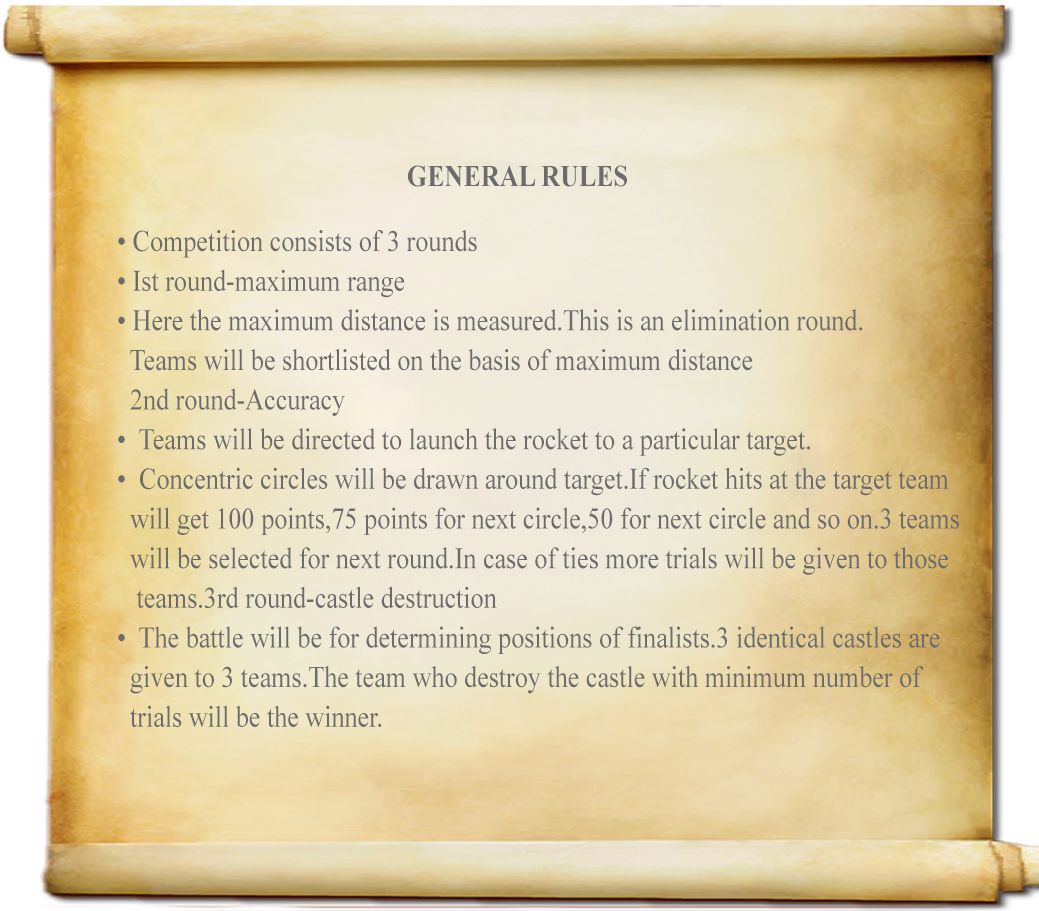 GENERAL RULES
• Competition consists of 3 rounds
• Ist round-maximum range
• Here the maximum distance is measured.This is an elimination round.
Teams will be shortlisted on the basis of maximum distance
2nd round-Accuracy
• Teams will be directed to launch the rocket to a particular target.
• Concentric circles will be drawn around target.If rocket hits at the target team
will get 100 points,75 points for next circle,50 for next circle and so on.3 teams
will be selected for next round.In case of ties more trials will be given to those
teams.3rd round-castle destruction
• The battle will be for determining positions of finalists.3 identical castles are
given to 3 teams.The team who destroy the castle with minimum number of
trials will be the winner.